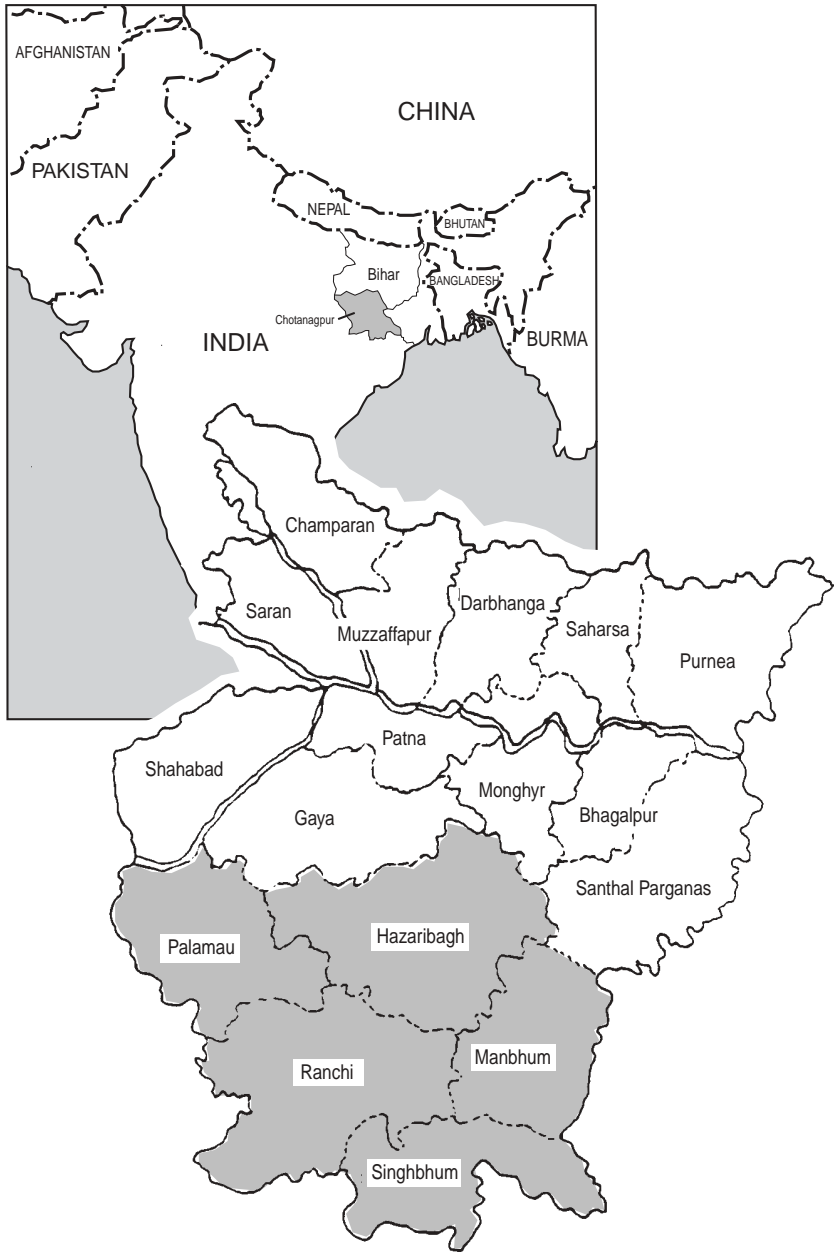 AFGHANISTAN
CHINA
PAKISTAN
NEPAL
BHUTAN
Bihar
BANGLADESH
Chotanagpur
INDIA
BURMA
Champaran
Darbhanga
Saran
Muzzaffapur
Saharsa
Purnea
Patna
Shahabad
Monghyr
Gaya
Bhagalpur
Santhal Parganas
Hazaribagh
Palamau
Manbhum
Ranchi
Singhbhum